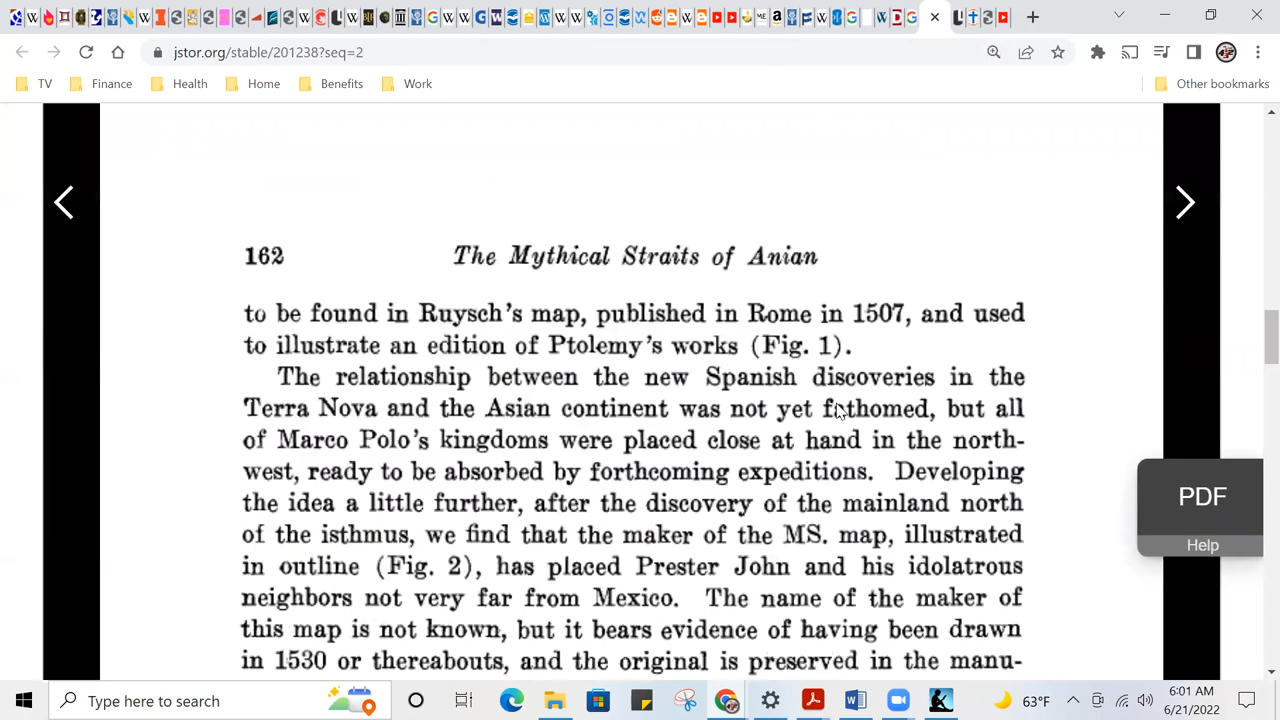 jstor.org/stable/201238?seq=2
TV Finance Health Home Benefits Work Other bookmarks
162 The Mythical Straits of Anian
to be found in Ruysch's map, published in Rome in 1507, and used
to illustrate an edition of Ptolemy's works (Fig. 1).
The relationship between the new Spanish discoveries in the
Terra Nova and the Asian continent was not yet fathomed, but all
of Marco Polo's kingdoms were placed close at hand in the north-
west, ready to be absorbed by forthcoming expeditions. Developing
the idea a little further, after the discovery of the mainland north
of the isthmus, we find that the maker of the MS. map, illustrated
in outline (Fig. 2), has placed Prester John and his idolatrous
neighbors not very far from Mexico. The name of the maker of
this map is not known, but it bears evidence of having been drawn
in 1530 or thereabouts, and the original is preserved in the manu-
PDF
Help
Type here to search
63°F
6:01 AM
6/21/2022